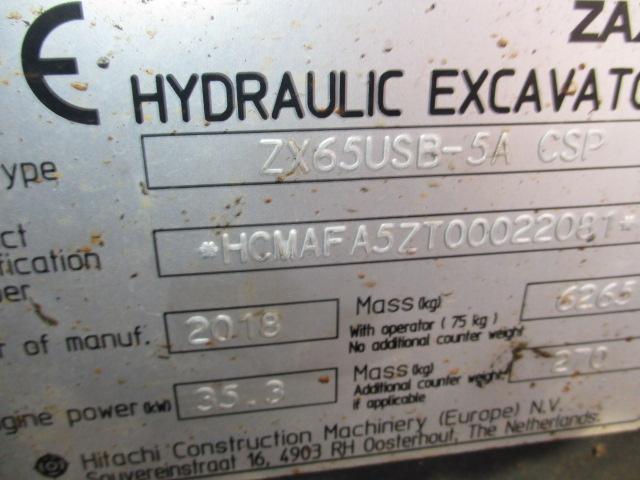 CE
HYDRAULIC EXCAVATO
ype ZX65USB-5A CSP
ct
ification
ber *HCMAFA5ZT00022081*
r of manuf. 2018 Mass (kg) 6265
With operator (75 kg)
No additional counter weight
ngine power (kW) 35.3 Mass (kg) 270
Additional counter weight
if applicable
Hitachi Construction Machinery (Europe) N.V.
Souvereinstraat 16, 4903 RH Oosterhout, The Netherlands.